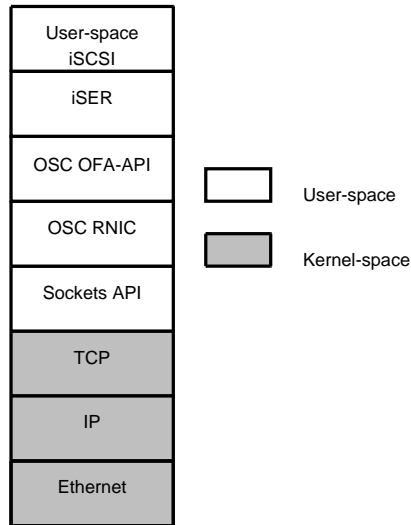 User-space
iSCSI
iSER
OSC OFA-API
OSC RNIC
Sockets API
TCP
IP
Ethernet
User-space
Kernel-space